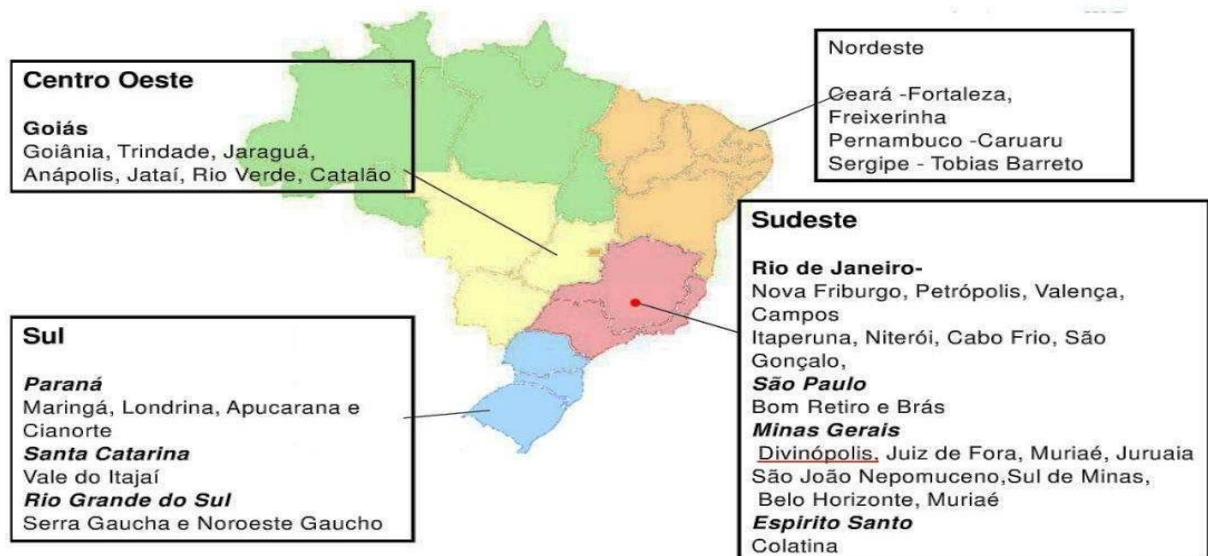 Centro Oeste
Goiás
Goiânia, Trindade, Jaraguá,
Anápolis, Jataí, Rio Verde, Catalão
Nordeste
Ceará -Fortaleza,
Freixerinha
Pernambuco -Caruaru
Sergipe - Tobias Barreto
Sul
Paraná
Maringá, Londrina, Apucarana e
Cianorte
Santa Catarina
Vale do Itajaí
Rio Grande do Sul
Serra Gaucha e Noroeste Gaucho
Sudeste
Rio de Janeiro-
Nova Friburgo, Petrópolis, Valença,
Campos
Itaperuna, Niterói, Cabo Frio, São
Gonçalo,
São Paulo
Bom Retiro e Brás
Minas Gerais
Divinópolis, Juiz de Fora, Muriaé, Juruaia
São João Nepomuceno,Sul de Minas,
Belo Horizonte, Muriaé
Espirito Santo
Colatina